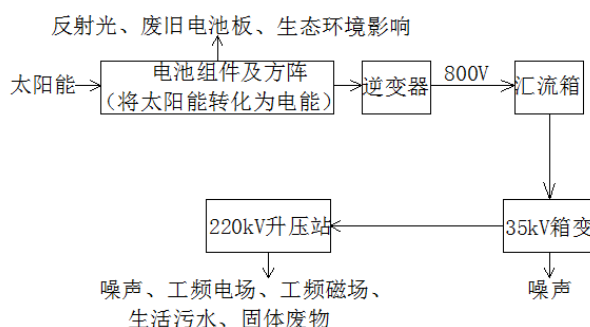 反射光、废旧电池板、生态环境影响
太阳能
电池组件及方阵
（将太阳能转化为电能）
逆变器
800V
汇流箱
220kV升压站
35kV箱变
噪声、工频电场、工频磁场、
生活污水、固体废物
噪声